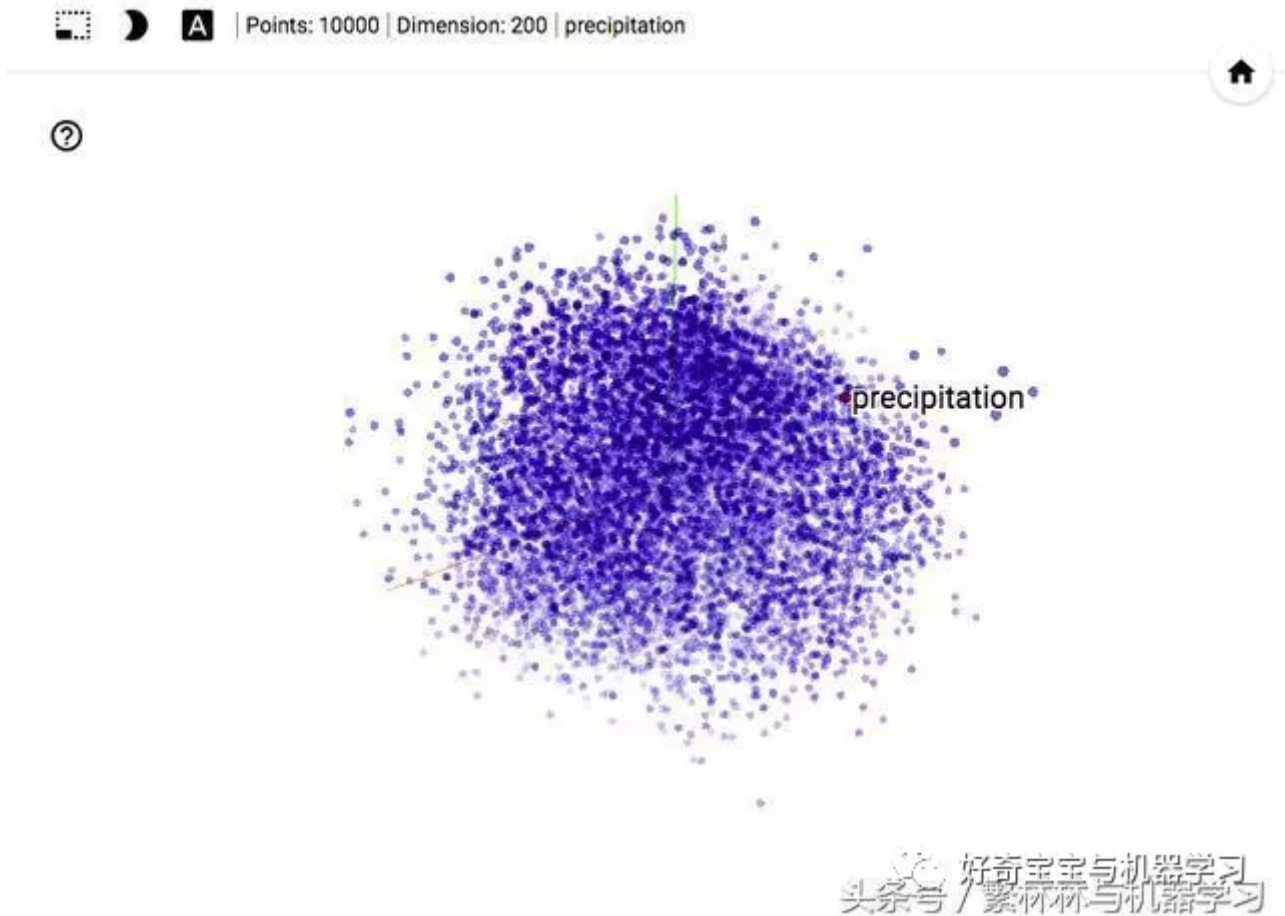 A
Points: 10000 | Dimension: 200 | precipitation
?
precipitation
好奇宝宝与机器学习
头条号 / 繁林林与机器学习